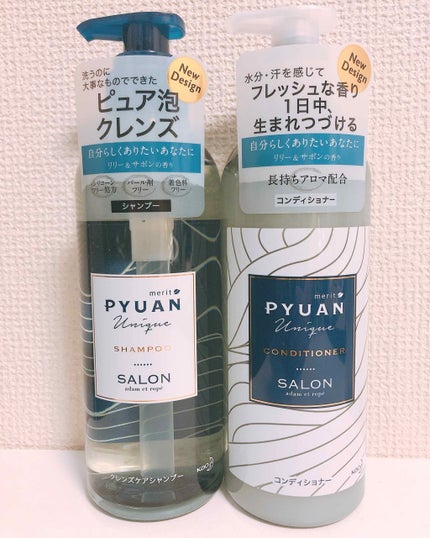 洗うのに
大事なものでできた
ピュア泡
クレンズ
New
Design
自分らしくありたいあなたに
リリー&サボンの香り
シリコーン
フリー処方
パール剤
フリー
着色料
フリー
シャンプー
merit
PYUAN
Unique
SHAMPOO
SALON
adam et ropé
クレンズケアシャンプー
KAO
水分・汗を感じて
フレッシュな香り
1日中、
生まれつづける
New
Design
自分らしくありたいあなたに
リリー&サボンの香り
長持ちアロマ配合
コンディショナー
merit
PYUAN
Unique
CONDITIONER
SALON
adam et ropé
コンディショナー
KAO